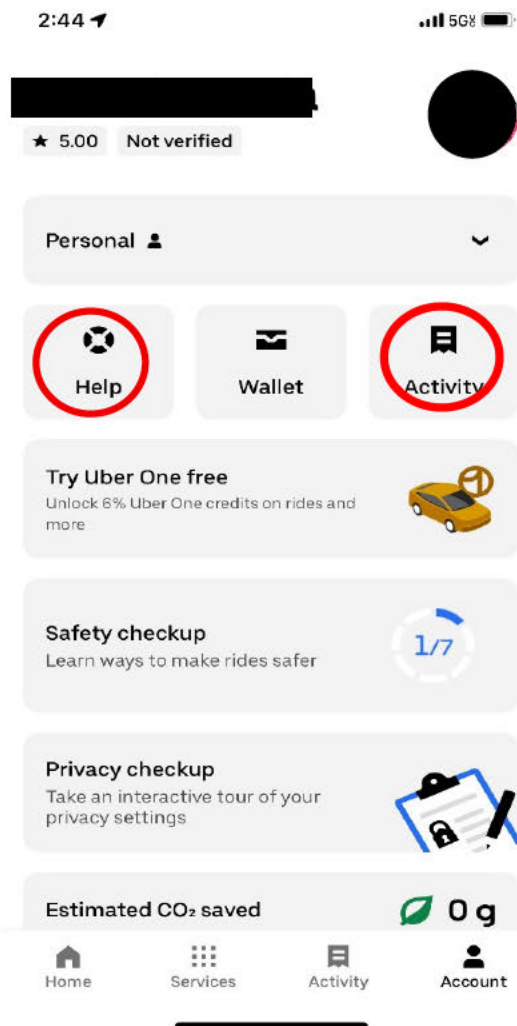 2:44
5G
★ 5.00 Not verified
Personal
Help Wallet Activity
Try Uber One free
Unlock 6% Uber One credits on rides and
more
Safety checkup
Learn ways to make rides safer
1/7
Privacy checkup
Take an interactive tour of your
privacy settings
Estimated CO₂ saved
0 g
Home Services Activity Account